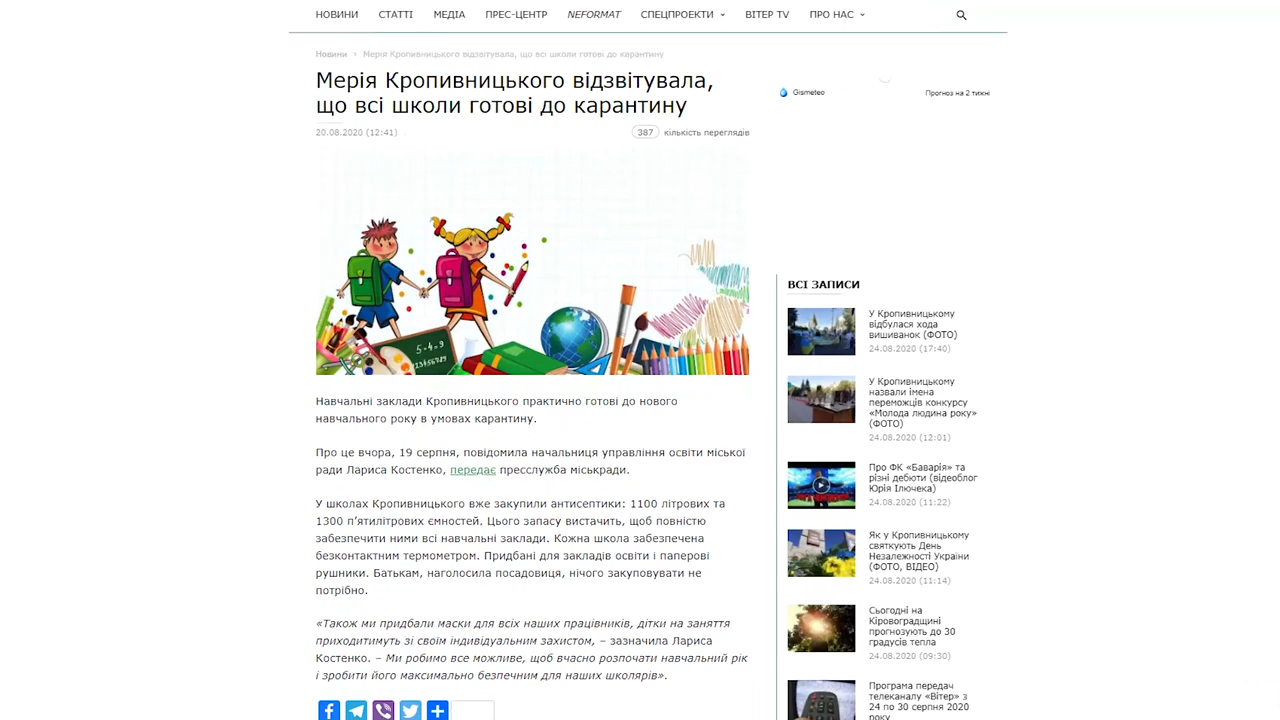 НОВИНИ СТАТТІ МЕДІА ПРЕС-ЦЕНТР NEFORMAT СПЕЦПРОЕКТИ ВІТЕР TV ПРО НАС
Новини › Мерія Кропивницького відзвітувала, що всі школи готові до карантину
Мерія Кропивницького відзвітувала,
що всі школи готові до карантину
20.08.2020 (12:41)
387 кількість переглядів
5-4=9
123456789
Навчальні заклади Кропивницького практично готові до нового
навчального року в умовах карантину.
Про це вчора, 19 серпня, повідомила начальниця управління освіти міської
ради Лариса Костенко, передає пресслужба міськради.
У школах Кропивницького вже закупили антисептики: 1100 літрових та
1300 п’ятилітрових ємностей. Цього запасу вистачить, щоб повністю
забезпечити ними всі навчальні заклади. Кожна школа забезпечена
безконтактним термометром. Придбані для закладів освіти і паперові
рушники. Батькам, наголосила посадовиця, нічого закуповувати не
потрібно.
«Також ми придбали маски для всіх наших працівників, дітки на заняття
приходитимуть зі своїм індивідуальним захистом, – зазначила Лариса
Костенко. – Ми робимо все можливе, щоб вчасно розпочати навчальний рік
і зробити його максимально безпечним для наших школярів».
Gismeteo
Прогноз на 2 тижні
ВСІ ЗАПИСИ
У Кропивницькому
відбулася хода
вишиванок (ФОТО)
24.08.2020 (17:40)
У Кропивницькому
назвали імена
переможців конкурсу
«Молода людина року»
(ФОТО)
24.08.2020 (12:01)
Про ФК «Баварія» та
різні дебюти (відеоблог
Юрія Ілючека)
24.08.2020 (11:22)
Як у Кропивницькому
святкують День
Незалежності України
(ФОТО, ВІДЕО)
24.08.2020 (11:14)
Сьогодні на
Кіровоградщині
прогнозують до 30
градусів тепла
24.08.2020 (09:30)
Програма передач
телеканалу «Вітер» з
24 по 30 серпня 2020
року